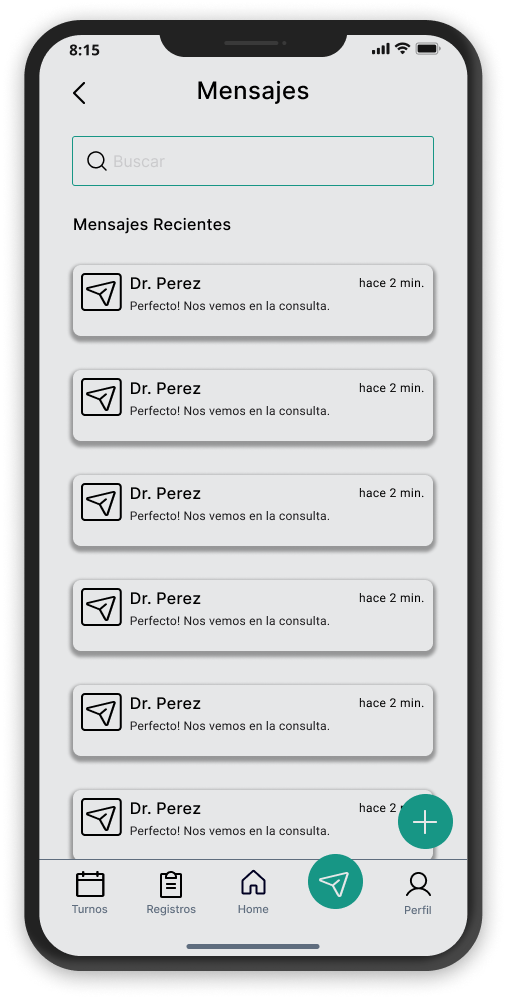 8:15
Mensajes
Buscar
Mensajes Recientes
Dr. Perez hace 2 min.
Perfecto! Nos vemos en la consulta.
Dr. Perez hace 2 min.
Perfecto! Nos vemos en la consulta.
Dr. Perez hace 2 min.
Perfecto! Nos vemos en la consulta.
Dr. Perez hace 2 min.
Perfecto! Nos vemos en la consulta.
Dr. Perez hace 2 min.
Perfecto! Nos vemos en la consulta.
Dr. Perez hace 2
Perfecto! Nos vemos en la consulta.
Turnos Registros Home Perfil